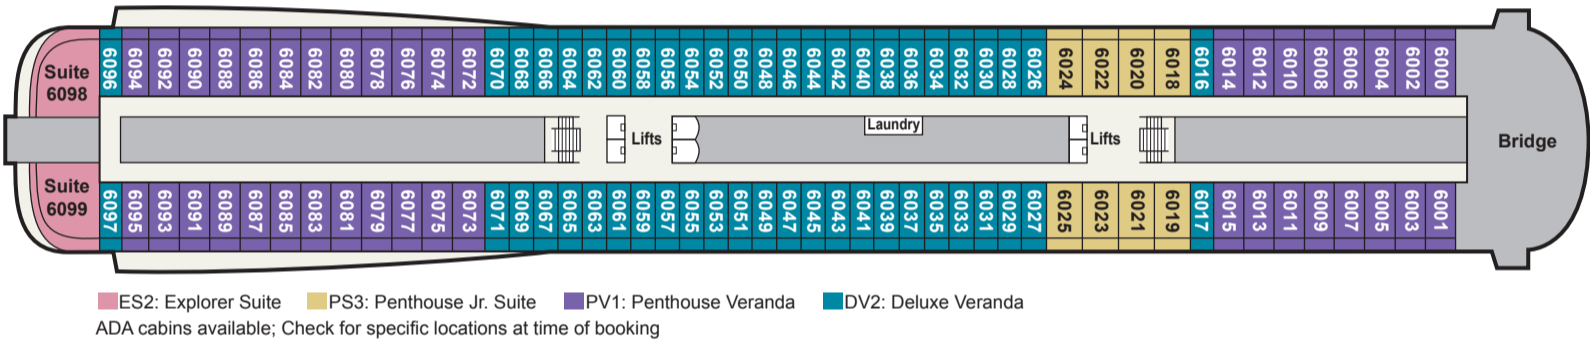 Suite
6098
6096 6094 6092 6090 6088 6086 6084 6082 6080 6078 6076 6074 6072 6070 6068 6066 6064 6062 6060 6058 6056 6054 6052 6050 6048 6046 6044 6042 6040 6038 6036 6034 6032 6030 6028 6026 6024 6022 6020 6018 6016 6014 6012 6010 6008 6006 6004 6002 6000
Laundry
Lifts Lifts Bridge
Suite
6099
6097 6095 6093 6091 6089 6087 6085 6083 6081 6079 6077 6075 6073 6071 6069 6067 6065 6063 6061 6059 6057 6055 6053 6051 6049 6047 6045 6043 6041 6039 6037 6035 6033 6031 6029 6027 6025 6023 6021 6019 6017 6015 6013 6011 6009 6007 6005 6003 6001
ES2: Explorer Suite PS3: Penthouse Jr. Suite PV1: Penthouse Veranda DV2: Deluxe Veranda
ADA cabins available; Check for specific locations at time of booking